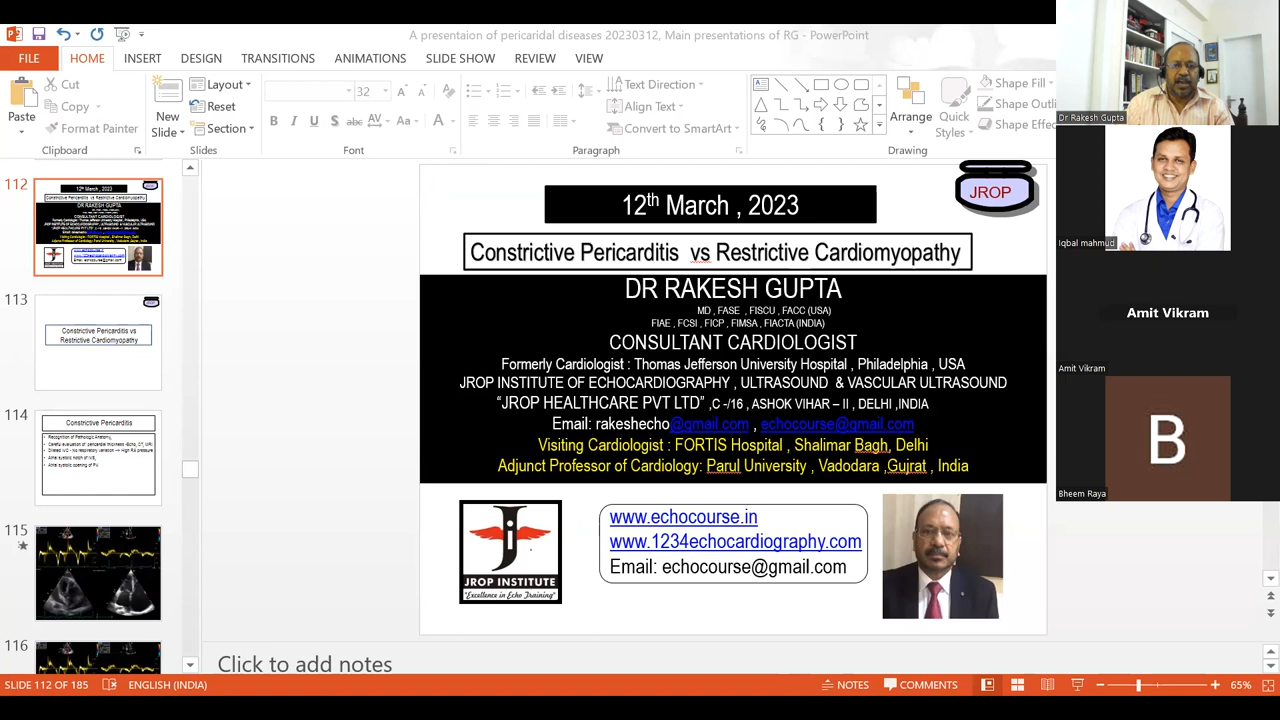 A presentaion of pericaridal diseases 20230312, Main presentations of RG - PowerPoint
FILE HOME INSERT DESIGN TRANSITIONS ANIMATIONS SLIDE SHOW REVIEW VIEW
Paste
Cut
Copy
Format Painter
Clipboard
New Slide
Layout
Reset
Section
Slides
32
B I U S abc AV Aa A
Font
Text Direction
Align Text
Convert to SmartArt
Paragraph
Arrange
Quick Styles
Shape Fill
Shape Outli
Shape Effec
Drawing
112
113
Constrictive Pericarditis vs
Restrictive Cardiomyopathy
114
Constrictive Pericarditis
115
116
12th March , 2023
JROP
Constrictive Pericarditis vs Restrictive Cardiomyopathy
DR RAKESH GUPTA
MD , FASE , FISCU , FACC (USA)
FIAE , FCSI , FICP , FIMSA , FIACTA (INDIA)
CONSULTANT CARDIOLOGIST
Formerly Cardiologist : Thomas Jefferson University Hospital , Philadelphia , USA
JROP INSTITUTE OF ECHOCARDIOGRAPHY , ULTRASOUND & VASCULAR ULTRASOUND
“JROP HEALTHCARE PVT LTD” ,C -/16 , ASHOK VIHAR – II , DELHI ,INDIA
Email: rakeshecho@gmail.com , echocourse@gmail.com
Visiting Cardiologist : FORTIS Hospital , Shalimar Bagh, Delhi
Adjunct Professor of Cardiology: Parul University , Vadodara ,Gujrat , India
JROP INSTITUTE
"Excellence in Echo Training"
www.echocourse.in
www.1234echocardiography.com
Email: echocourse@gmail.com
Click to add notes
SLIDE 112 OF 185 ENGLISH (INDIA) NOTES COMMENTS 65%
Dr Rakesh Gupta
Iqbal mahmud
Amit Vikram
Amit Vikram
B
Bheem Raya